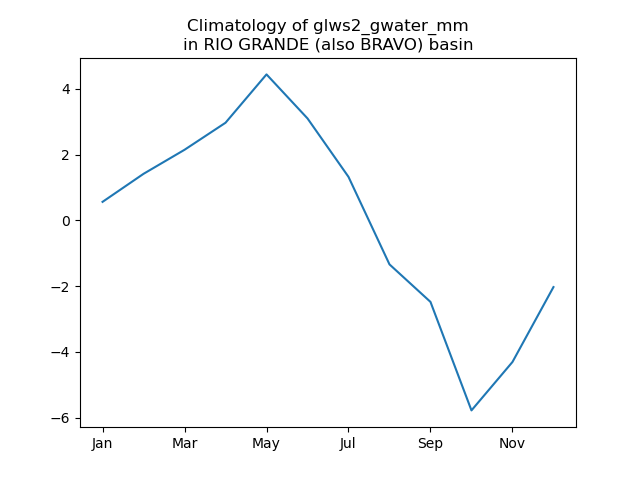 Climatology of glws2_gwater_mm
in RIO GRANDE (also BRAVO) basin
4
2
0
−2
−4
−6
Jan Mar May Jul Sep Nov